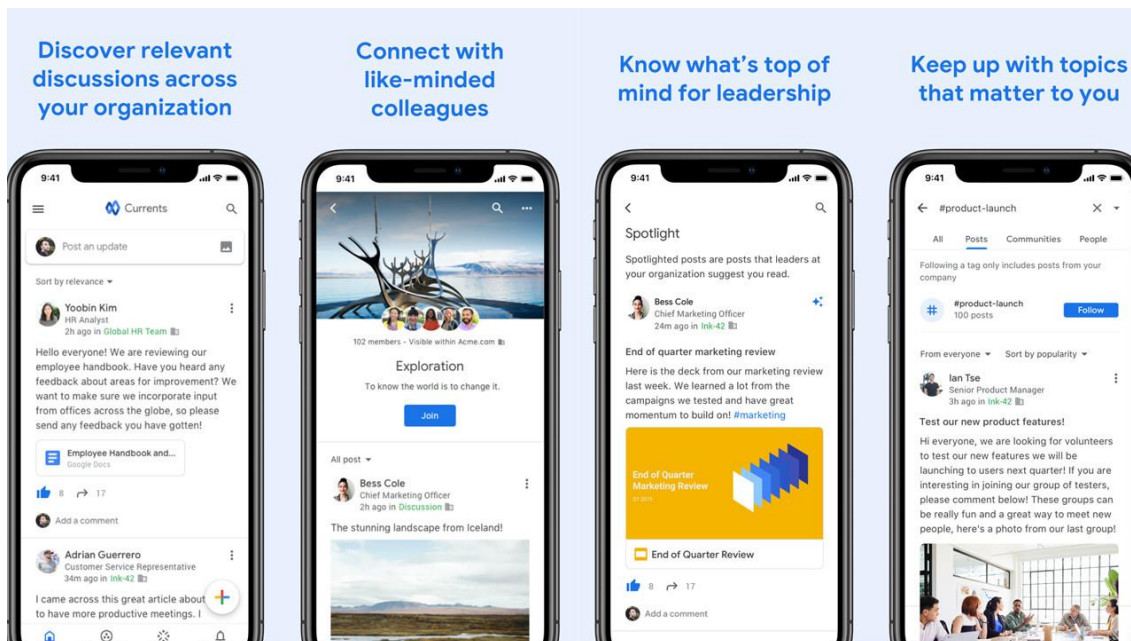 Discover relevant
discussions across
your organization
9:41
Currents
Post an update
Sort by relevance
Yoobin Kim
HR Analyst
2h ago in Global HR Team
Hello everyone! We are reviewing our
employee handbook. Have you heard any
feedback about areas for improvement? We
want to make sure we incorporate input
from offices across the globe, so please
send any feedback you have gotten!
Employee Handbook and...
Google Docs
8 17
Add a comment
Adrian Guerrero
Customer Service Representative
34m ago in Ink-42
I came across this great article about
to have more productive meetings. I
Connect with
like-minded
colleagues
9:41
102 members - Visible within Acme.com
Exploration
To know the world is to change it.
Join
All post
Bess Cole
Chief Marketing Officer
2h ago in Discussion
The stunning landscape from Iceland!
Know what's top of
mind for leadership
9:41
Spotlight
Spotlighted posts are posts that leaders at
your organization suggest you read.
Bess Cole
Chief Marketing Officer
24m ago in Ink-42
End of quarter marketing review
Here is the deck from our marketing review
last week. We learned a lot from the
campaigns we tested and have great
momentum to build on! #marketing
End of Quarter
Marketing Review
End of Quarter Review
8 17
Add a comment
Keep up with topics
that matter to you
9:41
#product-launch
All Posts Communities People
Following a tag only includes posts from your
company
# #product-launch
100 posts
Follow
From everyone Sort by popularity
Ian Tse
Senior Product Manager
3h ago in Ink-42
Test our new product features!
Hi everyone, we are looking for volunteers
to test our new features we will be
launching to users next quarter! If you are
interesting in joining our group of testers,
please comment below! These groups can
be really fun and a great way to meet new
people, here's a photo from our last group!